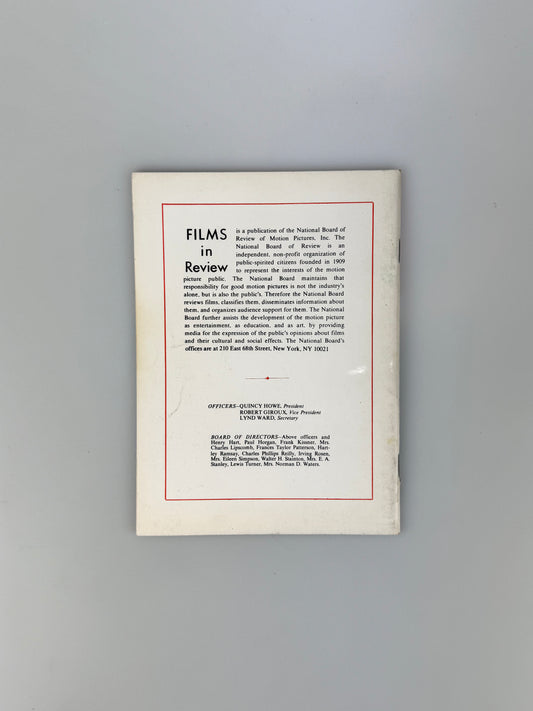 FILMS
in
Review
is a publication of the National Board of
Review of Motion Pictures, Inc. The
National Board of Review is an
independent, non-profit organization of
public-spirited citizens founded in 1909
to represent the interests of the motion
picture public. The National Board maintains that
responsibility for good motion pictures is not the industry's
alone, but is also the public's. Therefore the National Board
reviews films, classifies them, disseminates information about
them, and organizes audience support for them. The National
Board further assists the development of the motion picture
as entertainment, as education, and as art, by providing
media for the expression of the public's opinions about films
and their cultural and social effects. The National Board's
offices are at 210 East 68th Street, New York, NY 10021
OFFICERS–QUINCY HOWE, President
ROBERT GIROUX, Vice President
LYND WARD, Secretary
BOARD OF DIRECTORS–Above officers and
Henry Hart, Paul Horgan, Frank Kissner, Mrs.
Charles Lipscomb, Frances Taylor Patterson, Hart-
ley Ramsay, Charles Phillips Reilly, Irving Rosen,
Mrs. Eileen Simpson, Walter H. Stainton, Mrs. E. A.
Stanley, Lewis Turner, Mrs. Norman D. Waters.